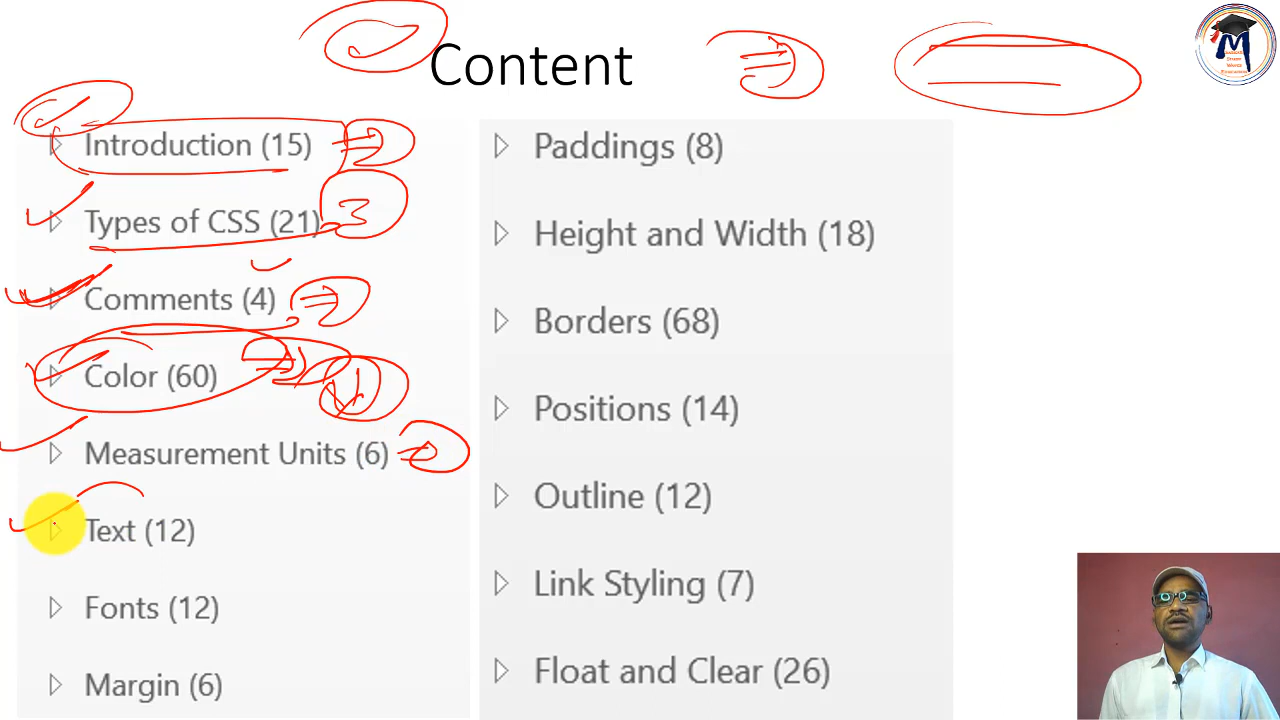 Content
Introduction (15)
Types of CSS (21)
3
Comments (4)
Color (60)
Measurement Units (6)
Text (12)
Fonts (12)
Margin (6)
Paddings (8)
Height and Width (18)
Borders (68)
Positions (14)
Outline (12)
Link Styling (7)
Float and Clear (26)
M